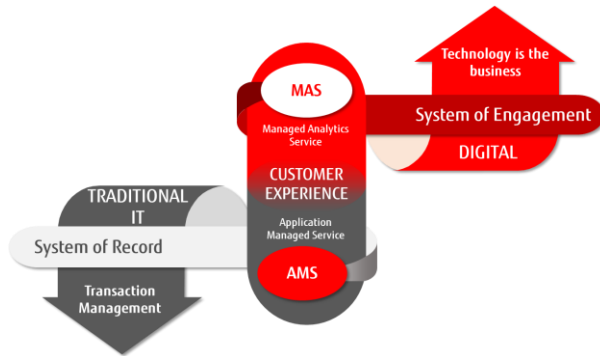 Technology is the
business
System of Engagement
DIGITAL
MAS
Managed Analytics
Service
CUSTOMER
EXPERIENCE
Application
Managed Service
AMS
TRADITIONAL
IT
System of Record
Transaction
Management